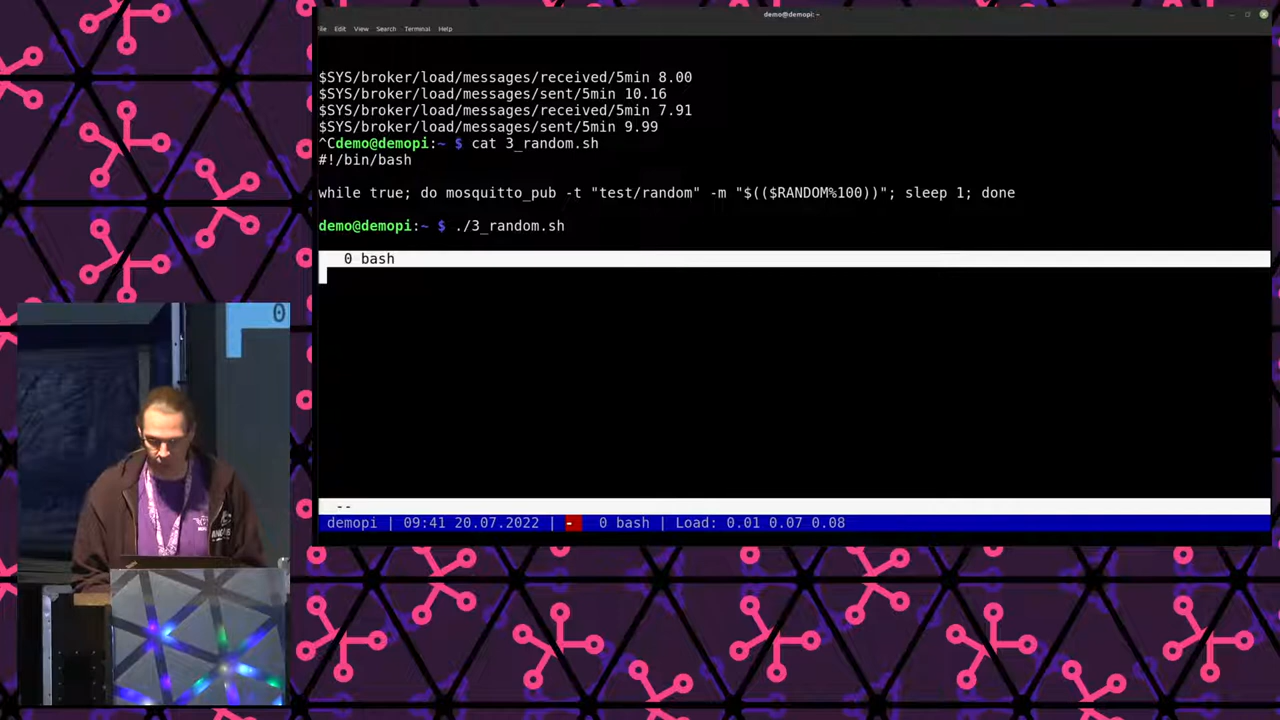 demo@demopi: ~
File Edit View Search Terminal Help
$SYS/broker/load/messages/received/5min 8.00
$SYS/broker/load/messages/sent/5min 10.16
$SYS/broker/load/messages/received/5min 7.91
$SYS/broker/load/messages/sent/5min 9.99
^Cdemo@demopi:~ $ cat 3_random.sh
#!/bin/bash
while true; do mosquitto_pub -t "test/random" -m "$(($RANDOM%100))"; sleep 1; done
demo@demopi:~ $ ./3_random.sh
0 bash
--
demopi | 09:41 20.07.2022 | - 0 bash | Load: 0.01 0.07 0.08
0